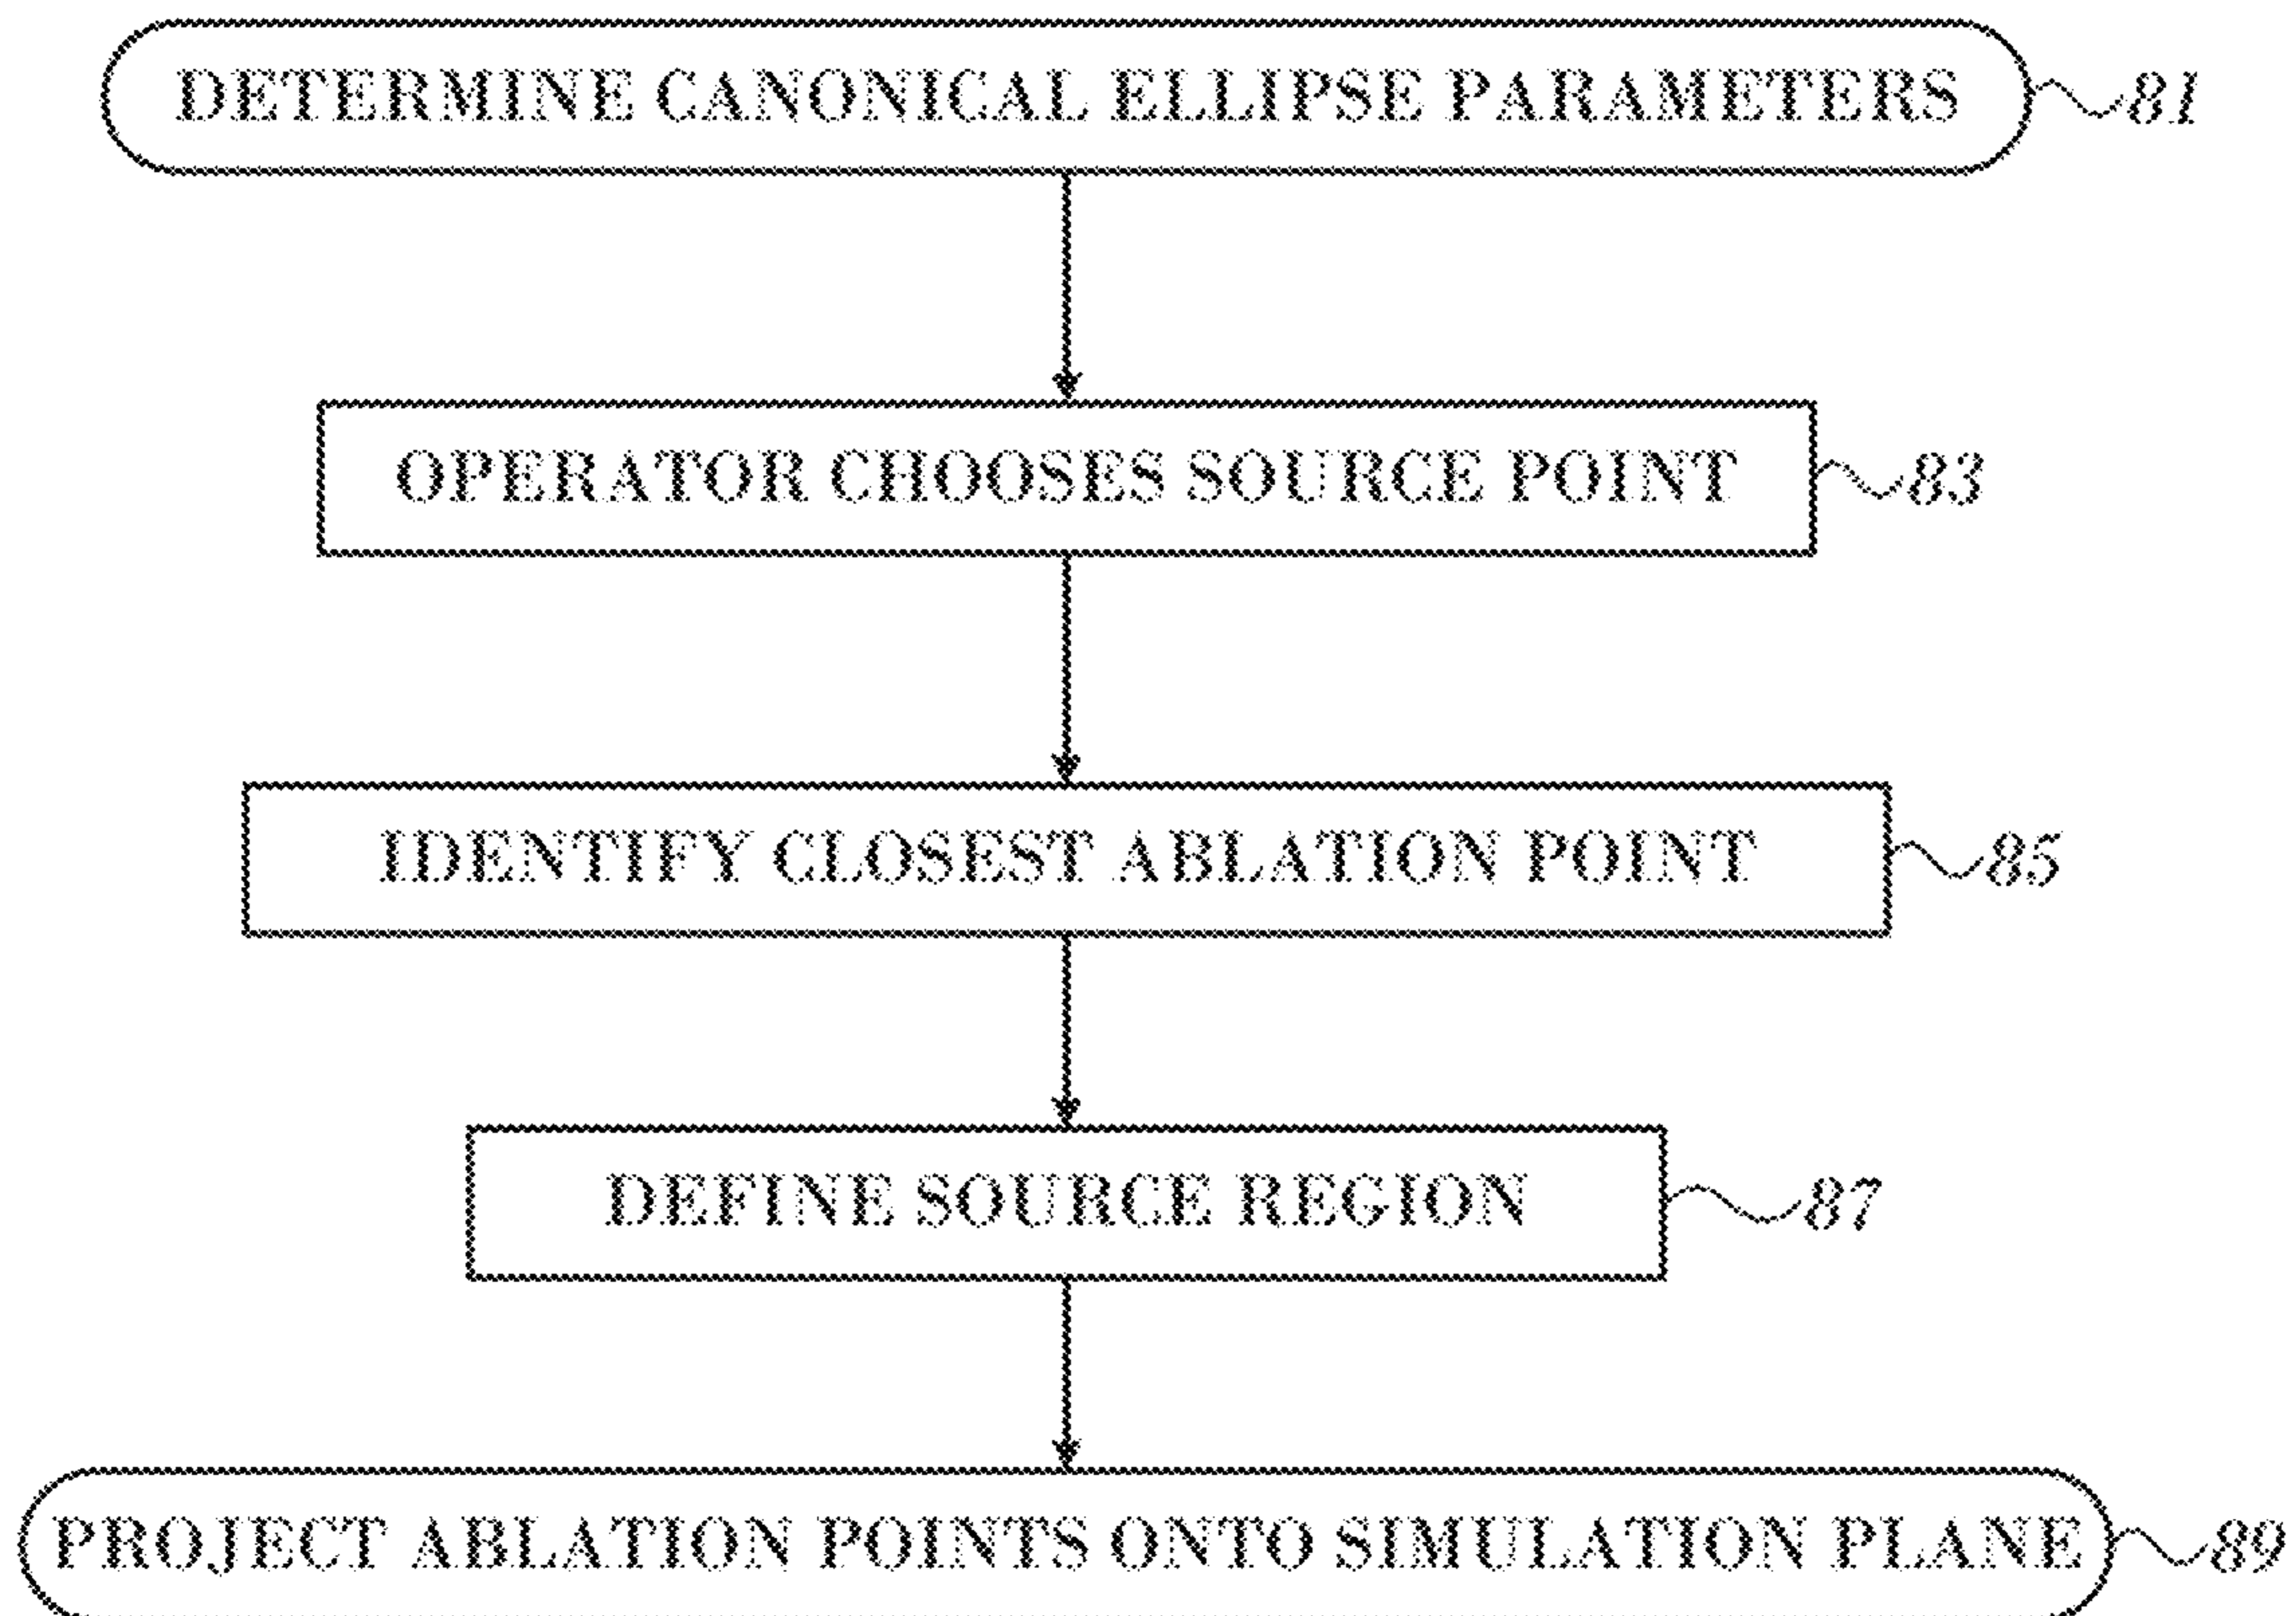 DETERMINE CANONICAL ELLIPSE PARAMETERS 81
OPERATOR CHOOSES SOURCE POINT 83
IDENTIFY CLOSEST ABLATION POINT 85
DEFINE SOURCE REGION 87
PROJECT ABLATION POINTS ONTO SIMULATION PLANE 89